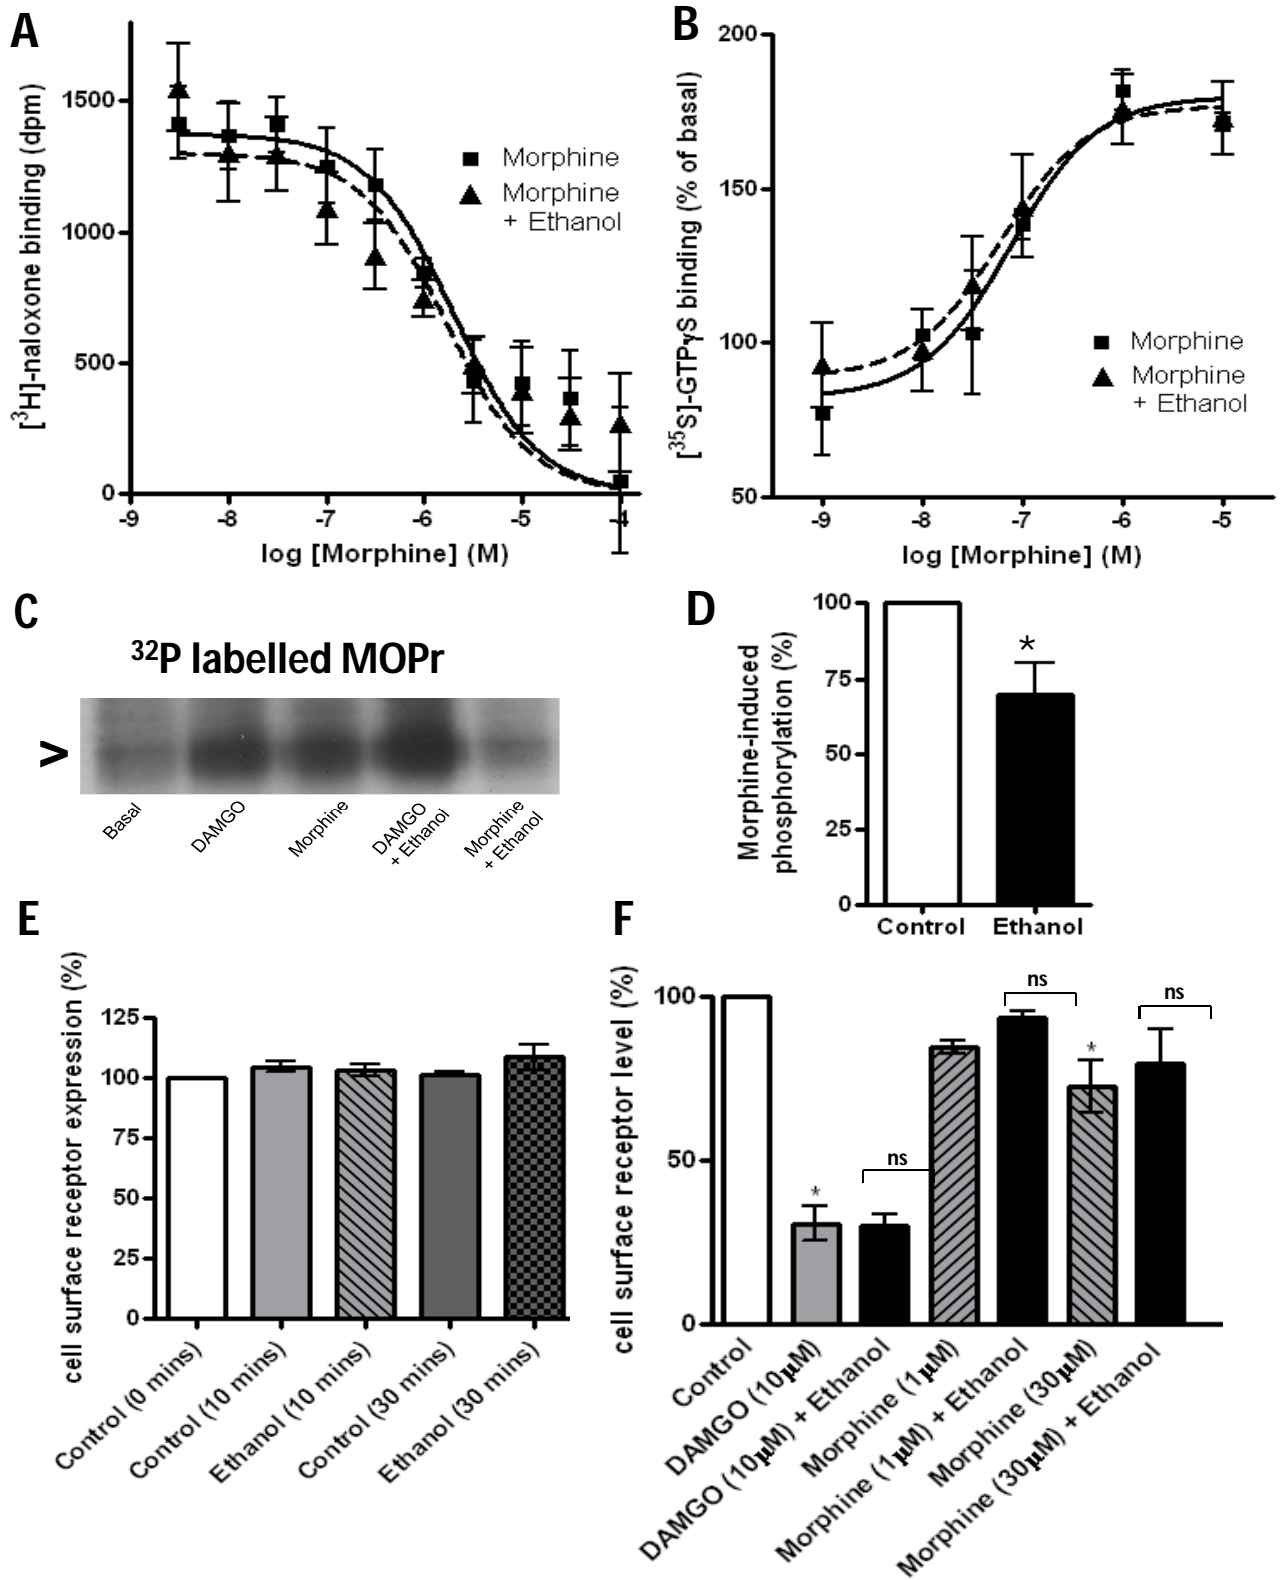 A
[3H]-naloxone binding (dpm)
1500
1000
500
0
-9
-8
-7
-6
-5
-4
log [Morphine] (M)
Morphine
Morphine
+ Ethanol
B
[35S]-GTPγS binding (% of basal)
200
150
100
50
-9
-8
-7
-6
-5
log [Morphine] (M)
Morphine
Morphine
+ Ethanol
C
32P labelled MOPr
>
Basal
DAMGO
Morphine
DAMGO
+ Ethanol
Morphine
+ Ethanol
D
Morphine-induced
phosphorylation (%)
100
75
50
25
0
*
Control
Ethanol
E
cell surface receptor expression (%)
125
100
75
50
25
0
Control (0 mins)
Control (10 mins)
Ethanol (10 mins)
Control (30 mins)
Ethanol (30 mins)
F
cell surface receptor level (%)
100
50
0
*
ns
ns
*
ns
Control
DAMGO (10μM)
DAMGO (10μM) + Ethanol
Morphine (1μM)
Morphine (1μM) + Ethanol
Morphine (30μM)
Morphine (30μM) + Ethanol